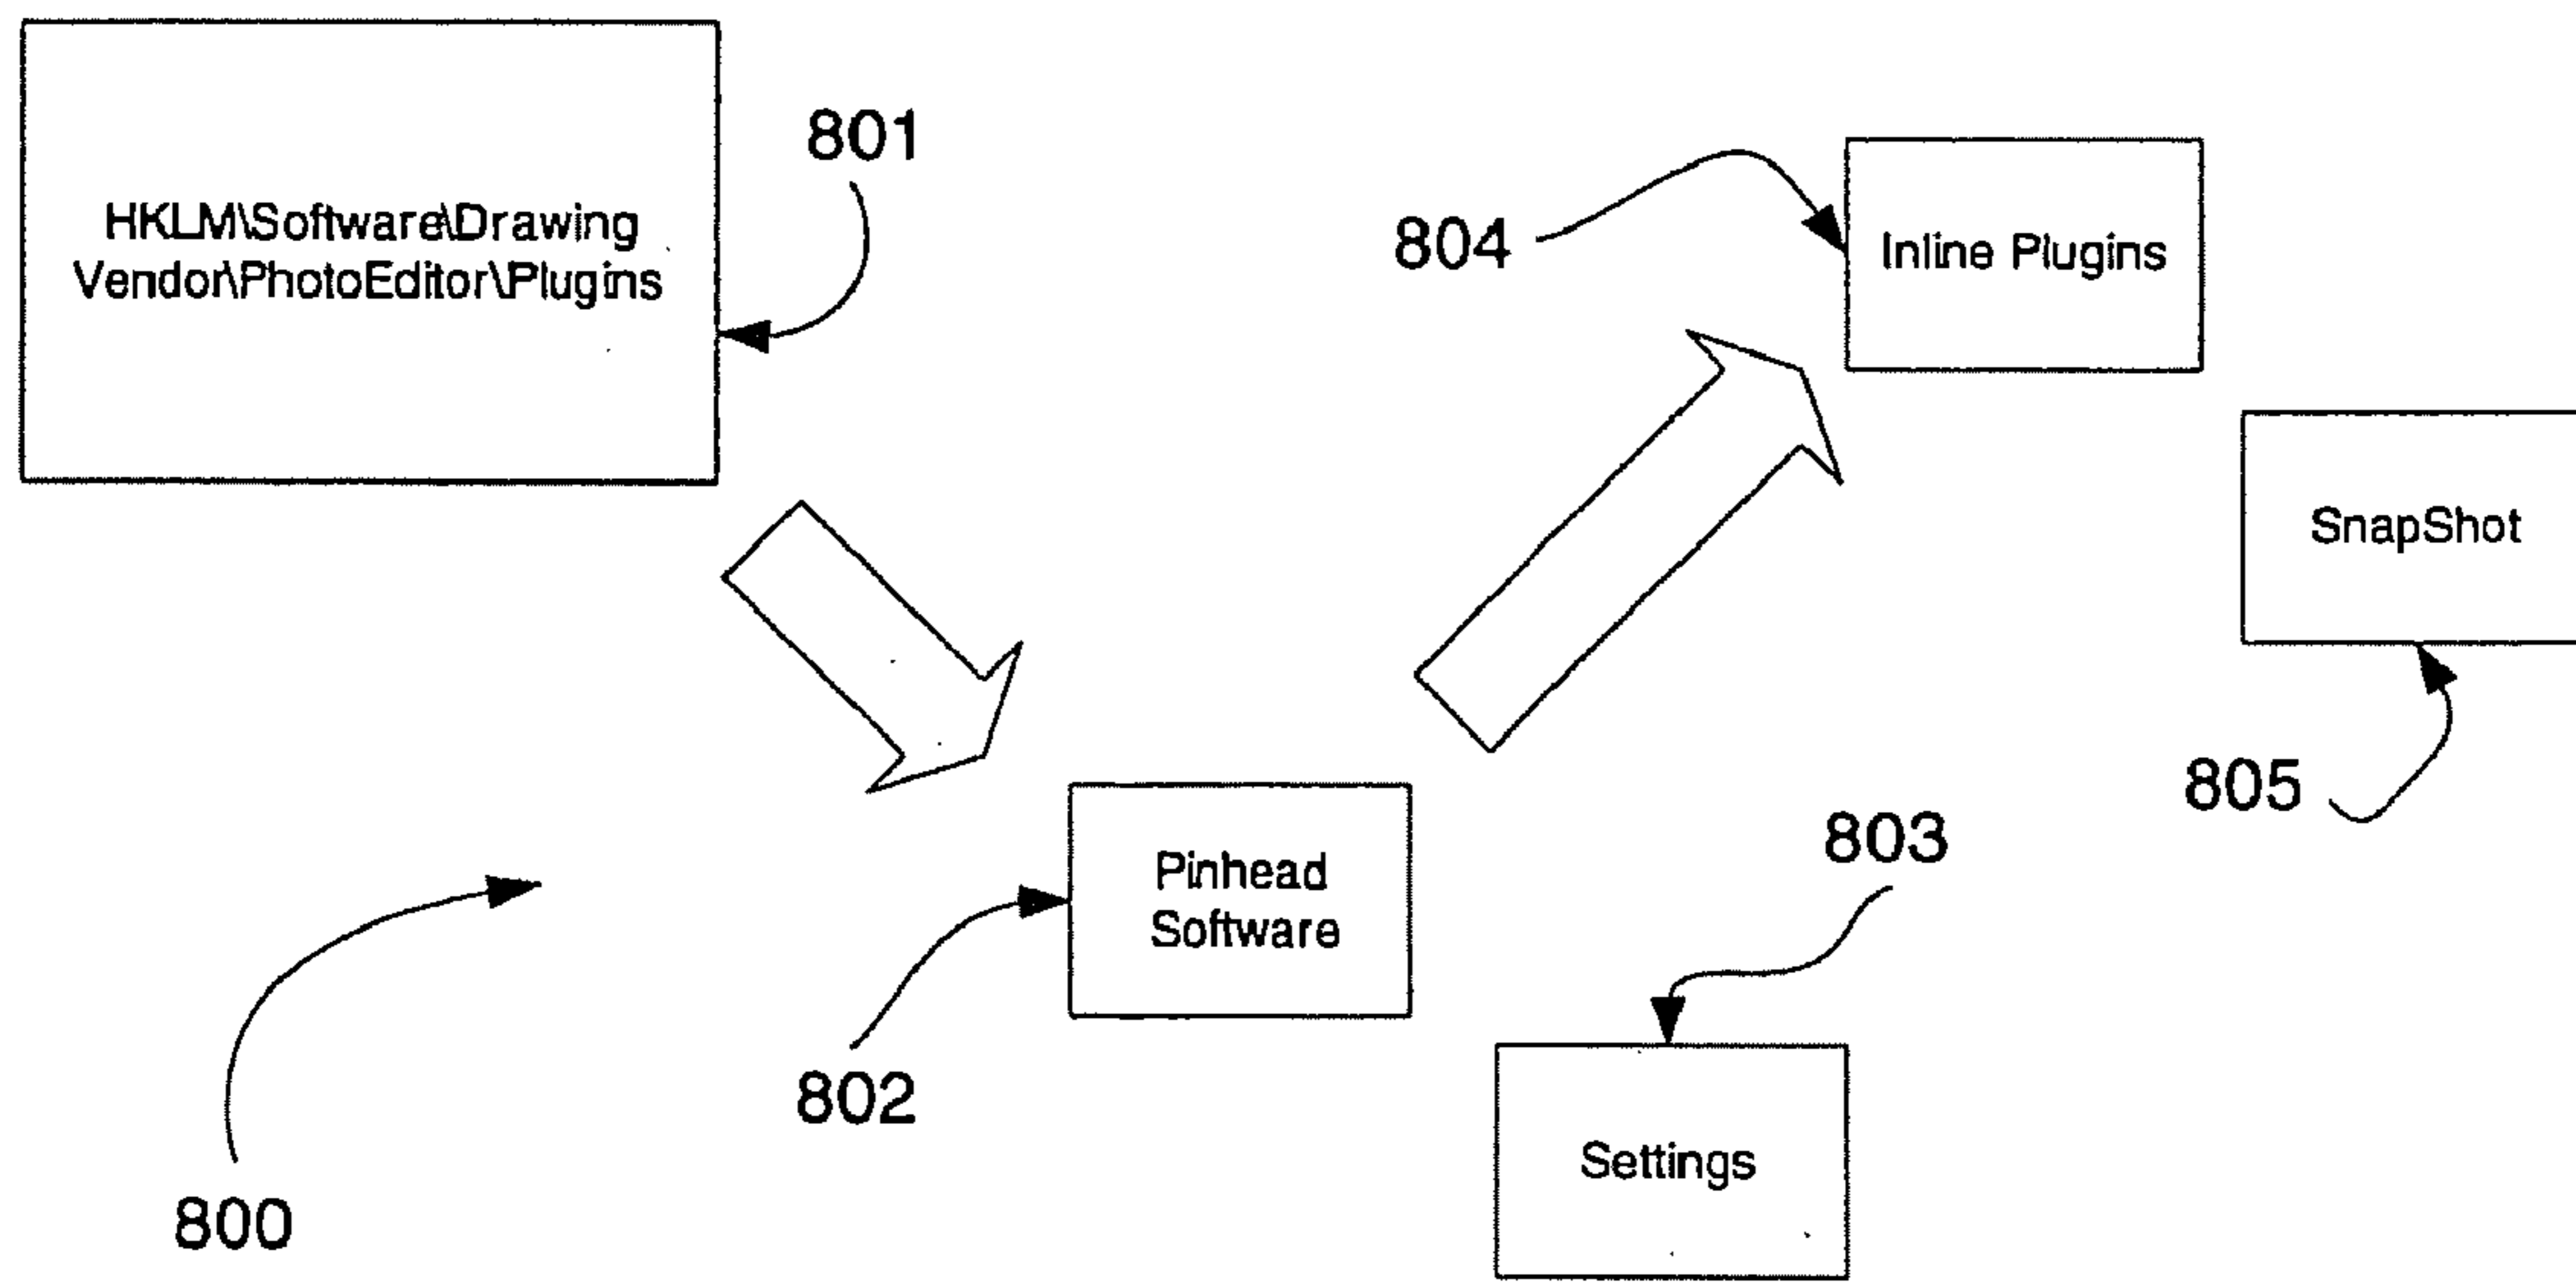 801
HKLM\Software\Drawing
Vendor\PhotoEditor\Plugins
804
Inline Plugins
SnapShot
805
803
Pinhead
Software
802
Settings
800